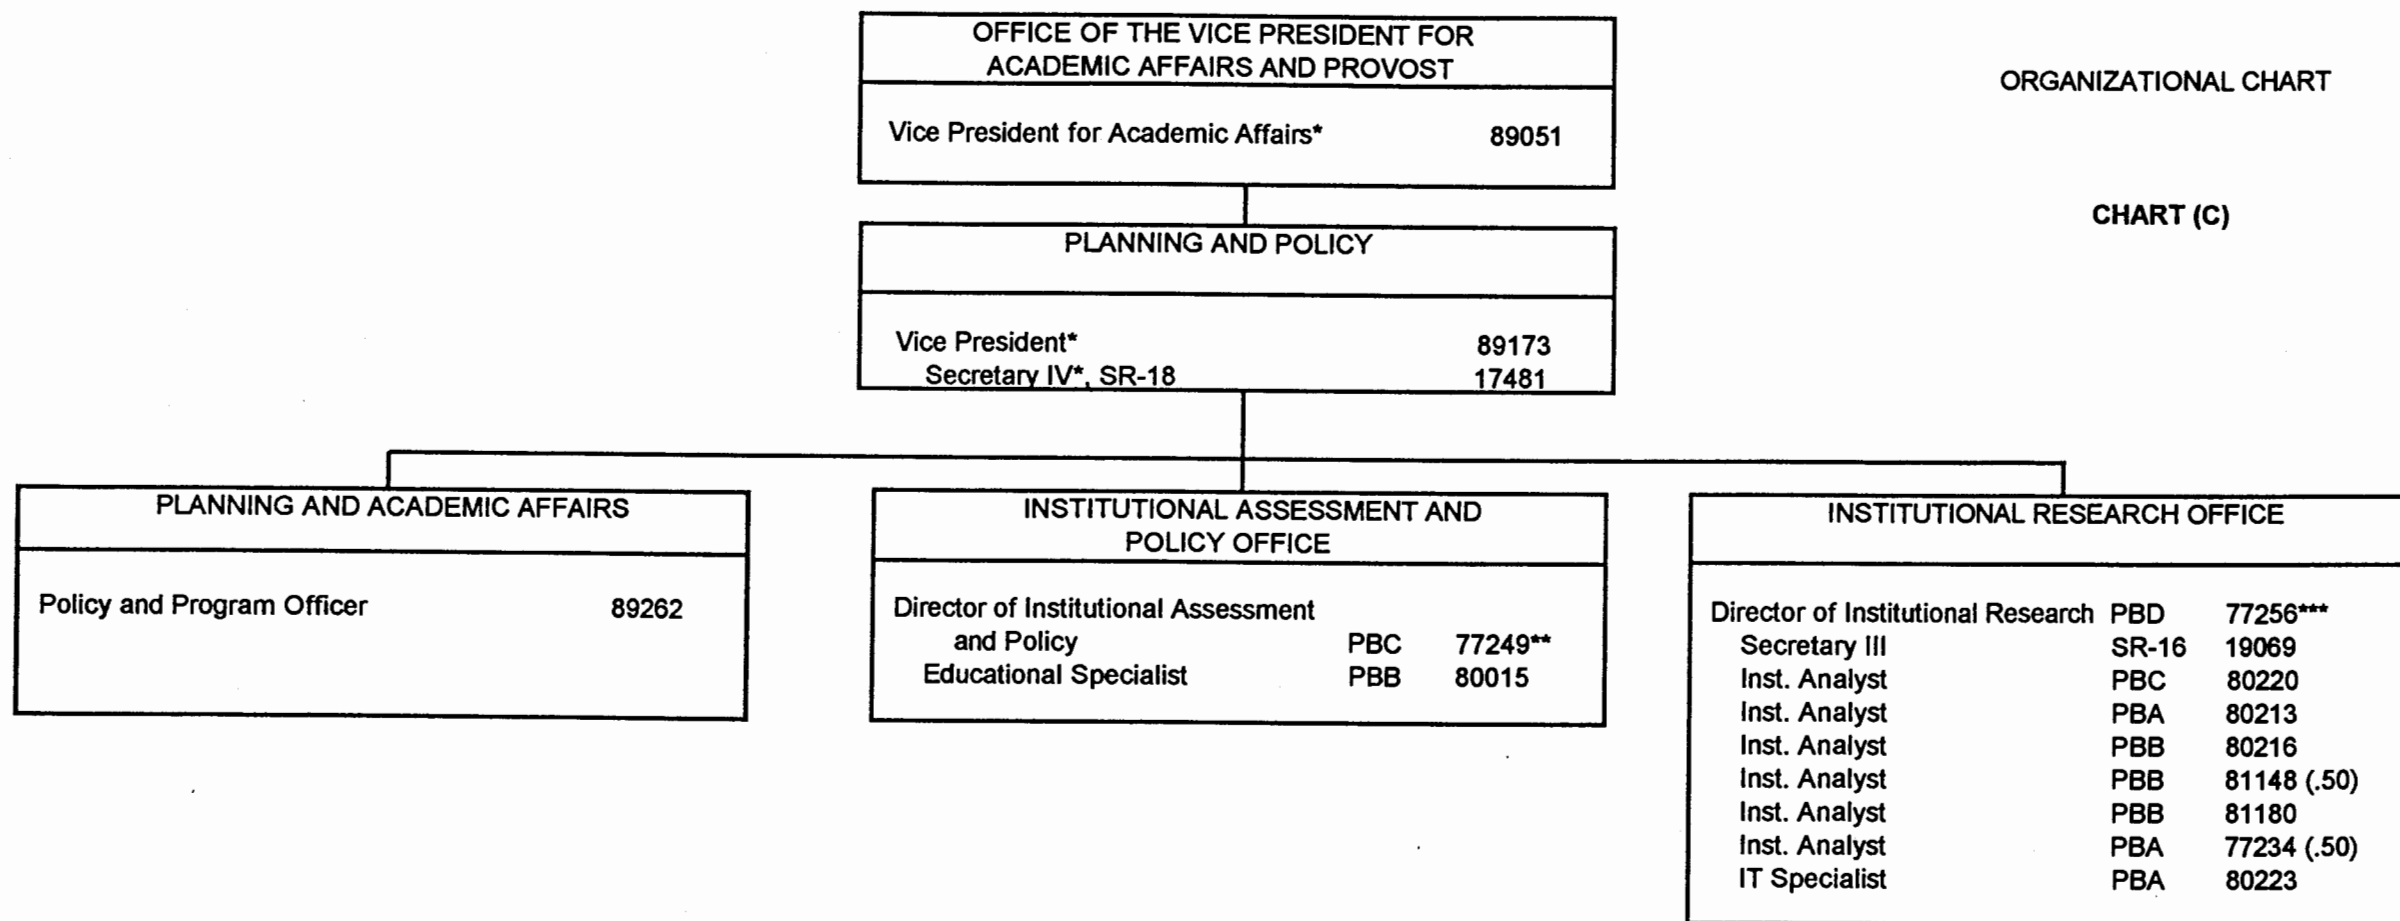 OFFICE OF THE VICE PRESIDENT FOR
ACADEMIC AFFAIRS AND PROVOST
Vice President for Academic Affairs* 89051
ORGANIZATIONAL CHART
CHART (C)
PLANNING AND POLICY
Vice President* 89173
Secretary IV*, SR-18 17481
PLANNING AND ACADEMIC AFFAIRS
Policy and Program Officer 89262
INSTITUTIONAL ASSESSMENT AND
POLICY OFFICE
Director of Institutional Assessment
and Policy PBC 77249**
Educational Specialist PBB 80015
INSTITUTIONAL RESEARCH OFFICE
Director of Institutional Research PBD 77256***
Secretary III SR-16 19069
Inst. Analyst PBC 80220
Inst. Analyst PBA 80213
Inst. Analyst PBB 80216
Inst. Analyst PBB 81148 (.50)
Inst. Analyst PBB 81180
Inst. Analyst PBA 77234 (.50)
IT Specialist PBA 80223